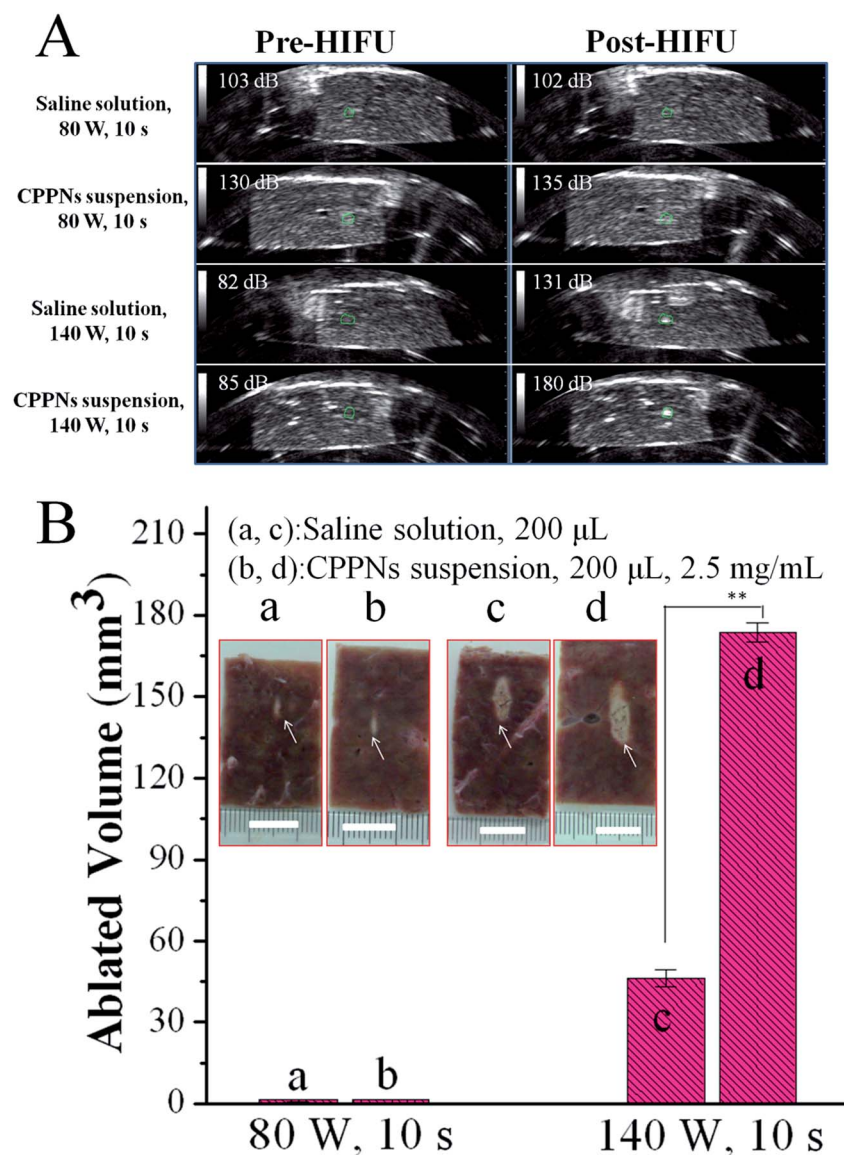 A
Pre-HIFU
Post-HIFU
Saline solution,
80 W, 10 s
103 dB
102 dB
CPPNs suspension,
80 W, 10 s
130 dB
135 dB
Saline solution,
140 W, 10 s
82 dB
131 dB
CPPNs suspension,
140 W, 10 s
85 dB
180 dB
B
(a, c):Saline solution, 200 μL
(b, d):CPPNs suspension, 200 μL, 2.5 mg/mL
a b c d
**
Ablated Volume (mm³)
210
180
150
120
90
60
30
0
a b c d
80 W, 10 s 140 W, 10 s